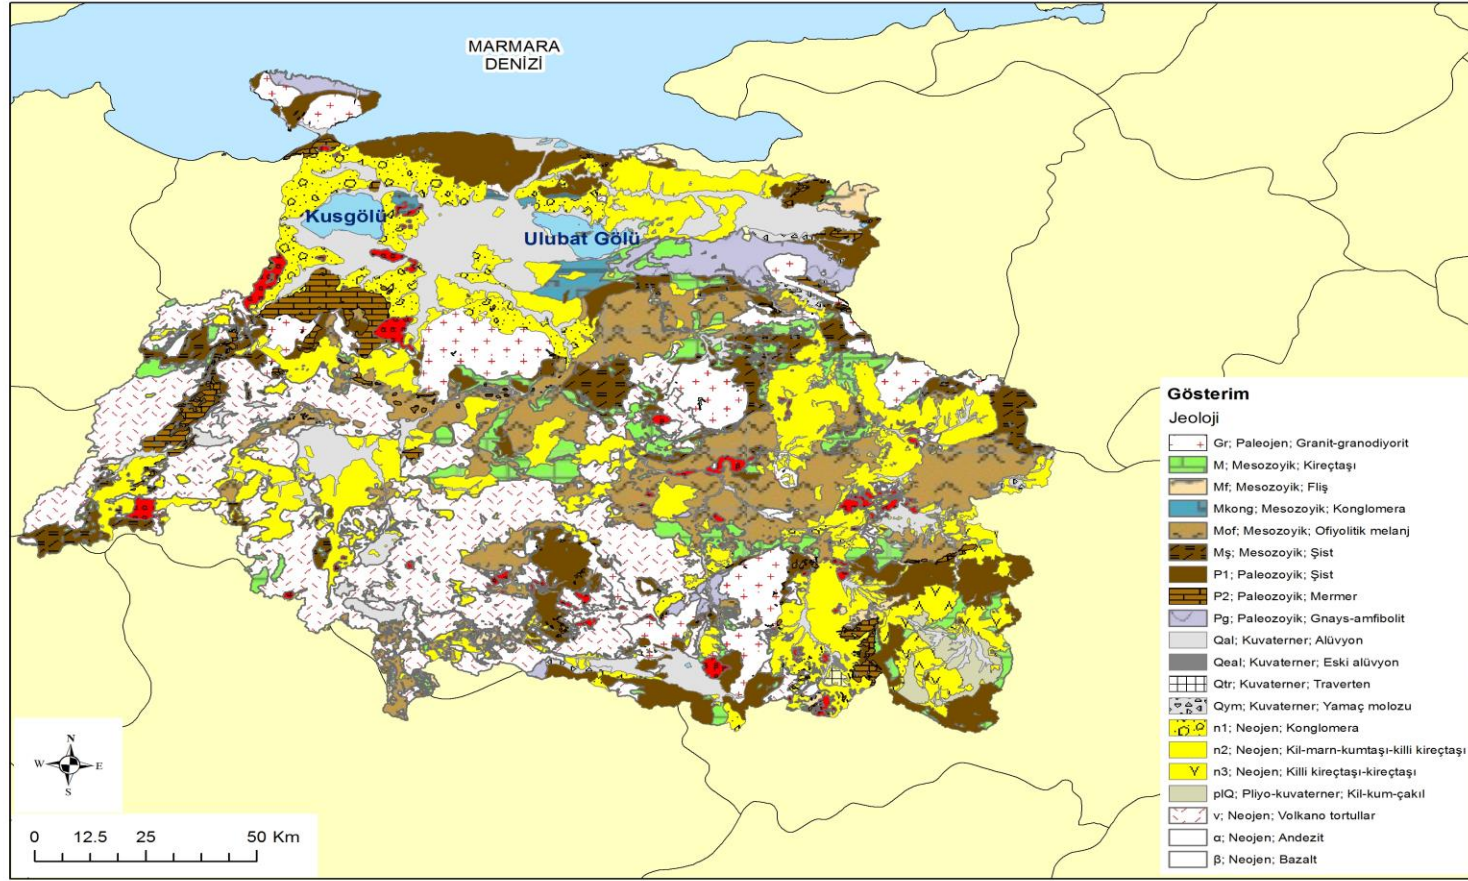 MARMARA
DENİZİ
Kusgölü
Ulubat Gölü
Gösterim
Jeoloji
Gr; Paleojen; Granit-granodiyorit
M; Mesozoyik; Kireçtaşı
Mf; Mesozoyik; Fliş
Mkong; Mesozoyik; Konglomera
Mof; Mesozoyik; Ofiyolitik melanj
Mş; Mesozoyik; Şist
P1; Paleozoyik; Şist
P2; Paleozoyik; Mermer
Pg; Paleozoyik; Gnays-amfibolit
Qal; Kuvaterner; Alüvyon
Qeal; Kuvaterner; Eski alüvyon
Qtr; Kuvaterner; Traverten
Qym; Kuvaterner; Yamaç molozu
n1; Neojen; Konglomera
n2; Neojen; Kil-marn-kumtaşı-killi kireçtaşı
n3; Neojen; Killi kireçtaşı-kireçtaşı
plQ; Pliyo-kuvaterner; Kil-kum-çakıl
v; Neojen; Volkano tortullar
α; Neojen; Andezit
β; Neojen; Bazalt
N
W E
S
0 12.5 25 50 Km